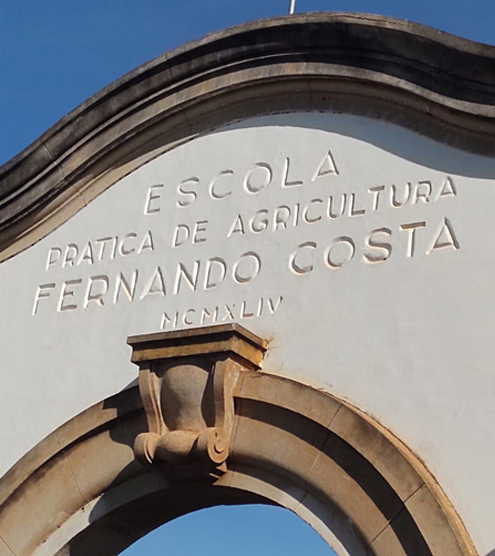 ESCOLA
PRATICA DE AGRICULTURA
FERNANDO COSTA
MCMXLIV